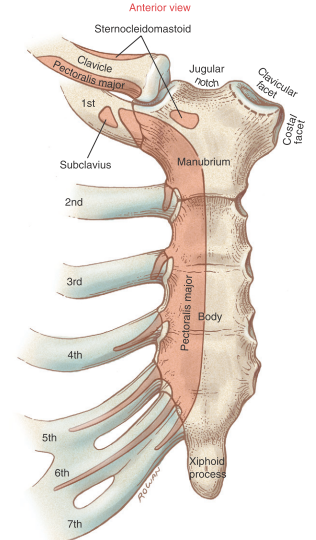 Anterior view
Sternocleidomastoid
Clavicle
Pectoralis major
Jugular
notch
Clavicular
facet
1st
Costal
facet
Subclavius
Manubrium
2nd
3rd
Pectoralis major
Body
4th
5th
6th
Xiphoid
process
ROWAN
7th